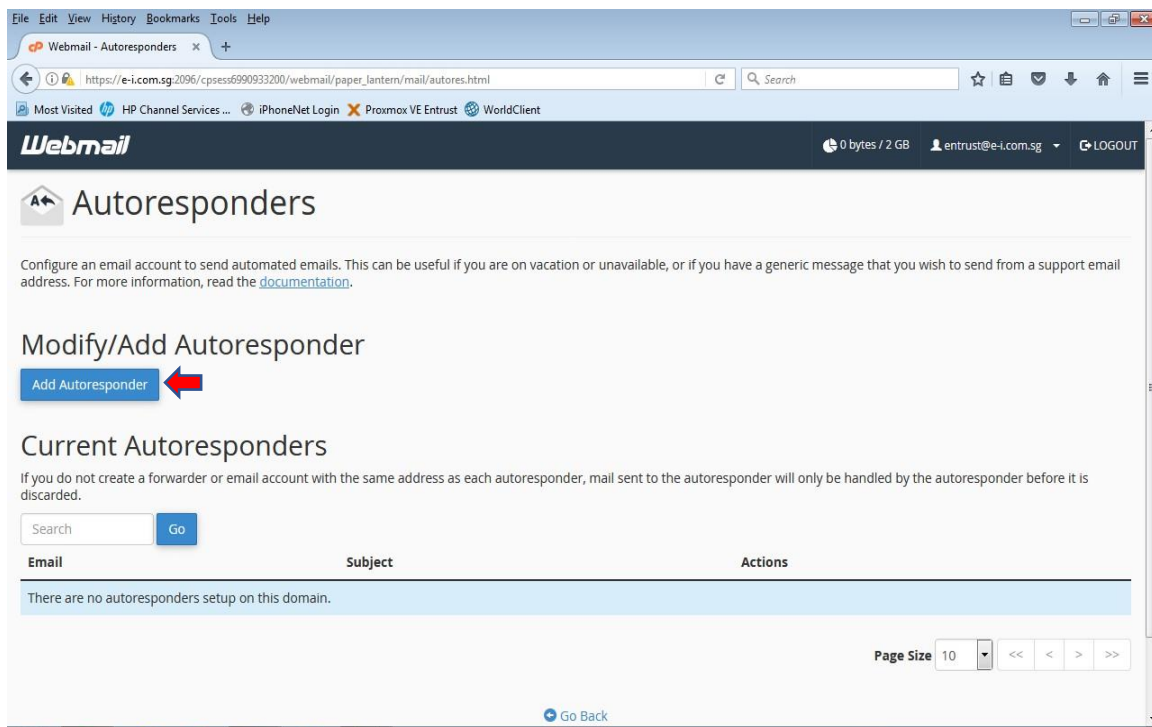 File Edit View History Bookmarks Tools Help
cP Webmail - Autoresponders × +
https://e-i.com.sg:2096/cpsess6990933200/webmail/paper_lantern/mail/autores.html Search
Most Visited HP Channel Services ... iPhoneNet Login Proxmox VE Entrust WorldClient
Webmail 0 bytes / 2 GB entrust@e-i.com.sg LOGOUT
A Autoresponders
Configure an email account to send automated emails. This can be useful if you are on vacation or unavailable, or if you have a generic message that you wish to send from a support email
address. For more information, read the documentation.
Modify/Add Autoresponder
Add Autoresponder
Current Autoresponders
If you do not create a forwarder or email account with the same address as each autoresponder, mail sent to the autoresponder will only be handled by the autoresponder before it is
discarded.
Search Go
Email Subject Actions
There are no autoresponders setup on this domain.
Page Size 10 << < > >>
Go Back